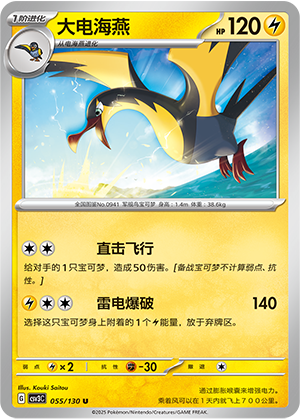 1阶进化
大电海燕
HP 120
从电海燕进化
全国图鉴No.0941 军舰鸟宝可梦 身高:1.4m 体重:38.6kg
直击飞行
给对手的1只宝可梦，造成50伤害。[备战宝可梦不计算弱点、抗性。]
雷电爆破 140
选择这只宝可梦身上附着的1个能量，放于弃牌区。
弱点 ×2 抗性 -30 撤退
Illus. Kouki Saitou
G CSV3C 055/130 U
通过膨胀喉囊来增强电力。
乘着风可以在1天内就飞上700公里。
©2025 Pokémon/Nintendo/Creatures/GAME FREAK.